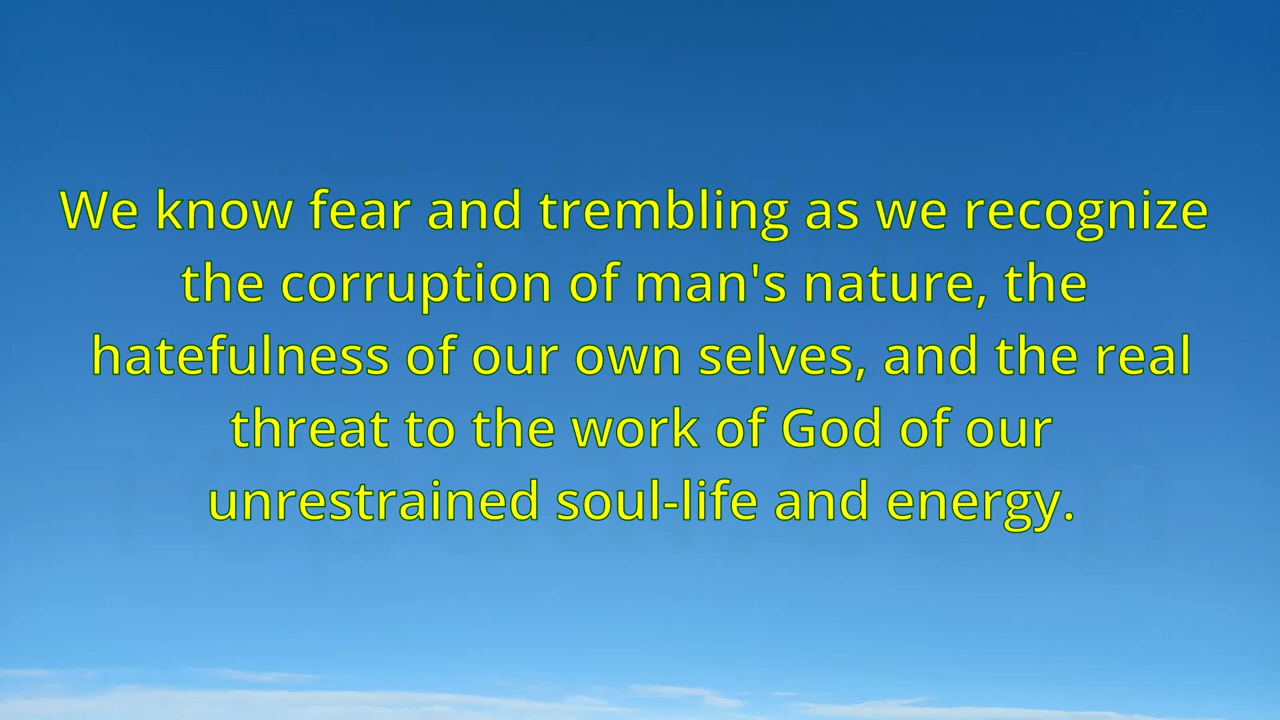 We know fear and trembling as we recognize
the corruption of man's nature, the
hatefulness of our own selves, and the real
threat to the work of God of our
unrestrained soul-life and energy.